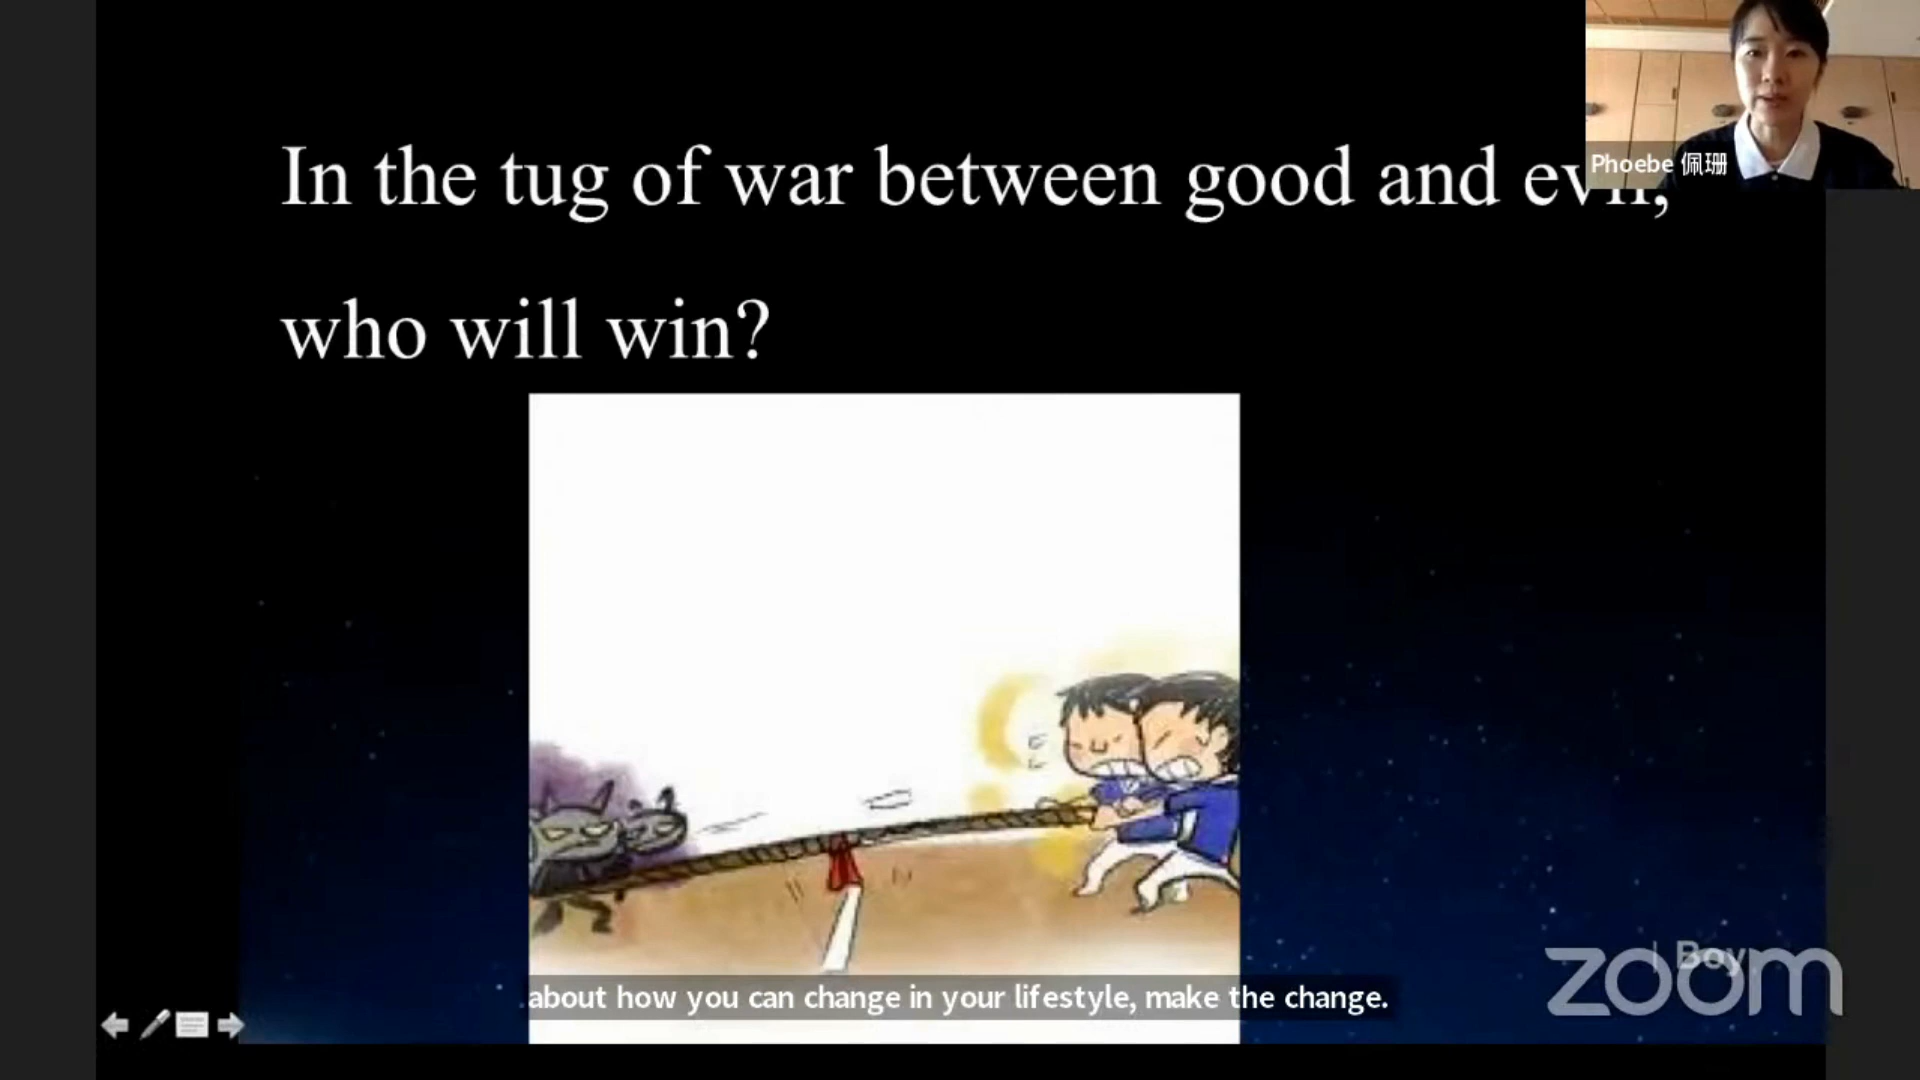 In the tug of war between good and evil,
who will win?
Phoebe 佩珊
about how you can change in your lifestyle, make the change.
Boy
zoom